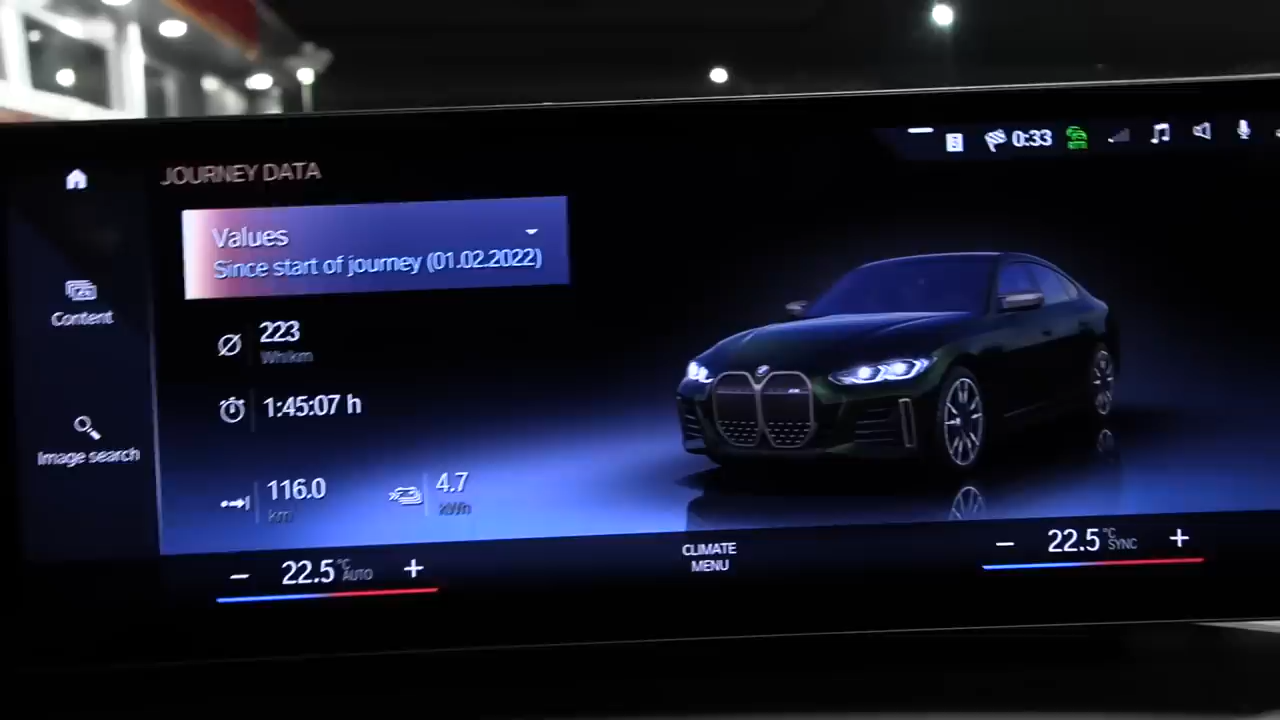 0:33
JOURNEY DATA
Values
Since start of journey (01.02.2022)
Content
223
Wh/km
1:45:07 h
Image search
116.0
km
4.7
kWh
22.5 °C AUTO
CLIMATE
MENU
22.5 °C SYNC